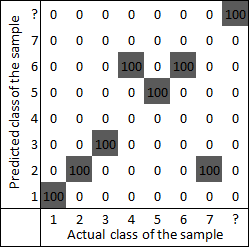 Predicted class of the sample
? 0 0 0 0 0 0 0 100
7 0 0 0 0 0 0 0 0
6 0 0 0 100 0 100 0 0
5 0 0 0 0 100 0 0 0
4 0 0 0 0 0 0 0 0
3 0 0 100 0 0 0 0 0
2 0 100 0 0 0 0 100 0
1 100 0 0 0 0 0 0 0
1 2 3 4 5 6 7 ?
Actual class of the sample